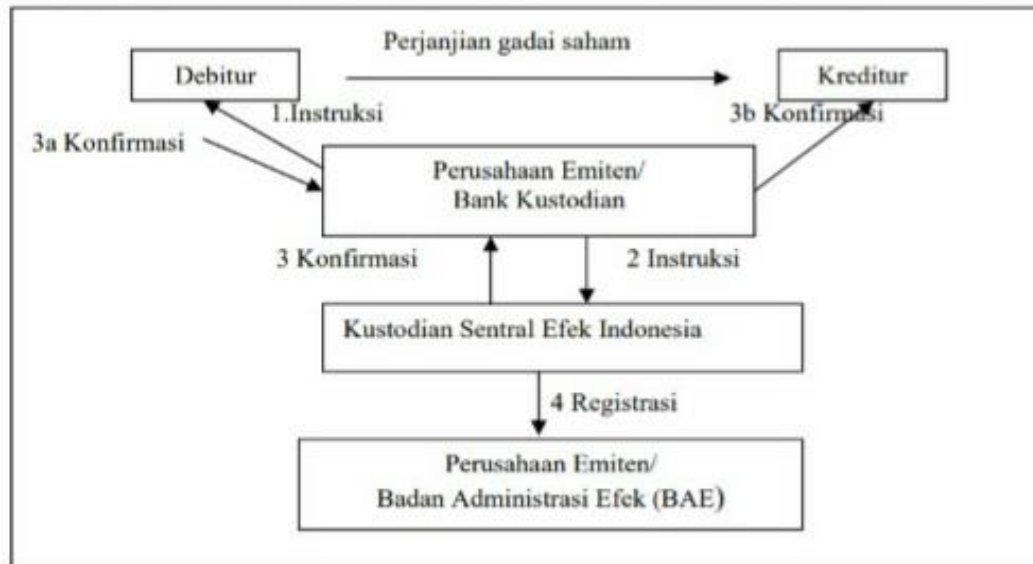 Perjanjian gadai saham
Debitur
Kreditur
1.Instruksi
3b Konfirmasi
3a Konfirmasi
Perusahaan Emiten/
Bank Kustodian
3 Konfirmasi
2 Instruksi
Kustodian Sentral Efek Indonesia
4 Registrasi
Perusahaan Emiten/
Badan Administrasi Efek (BAE)